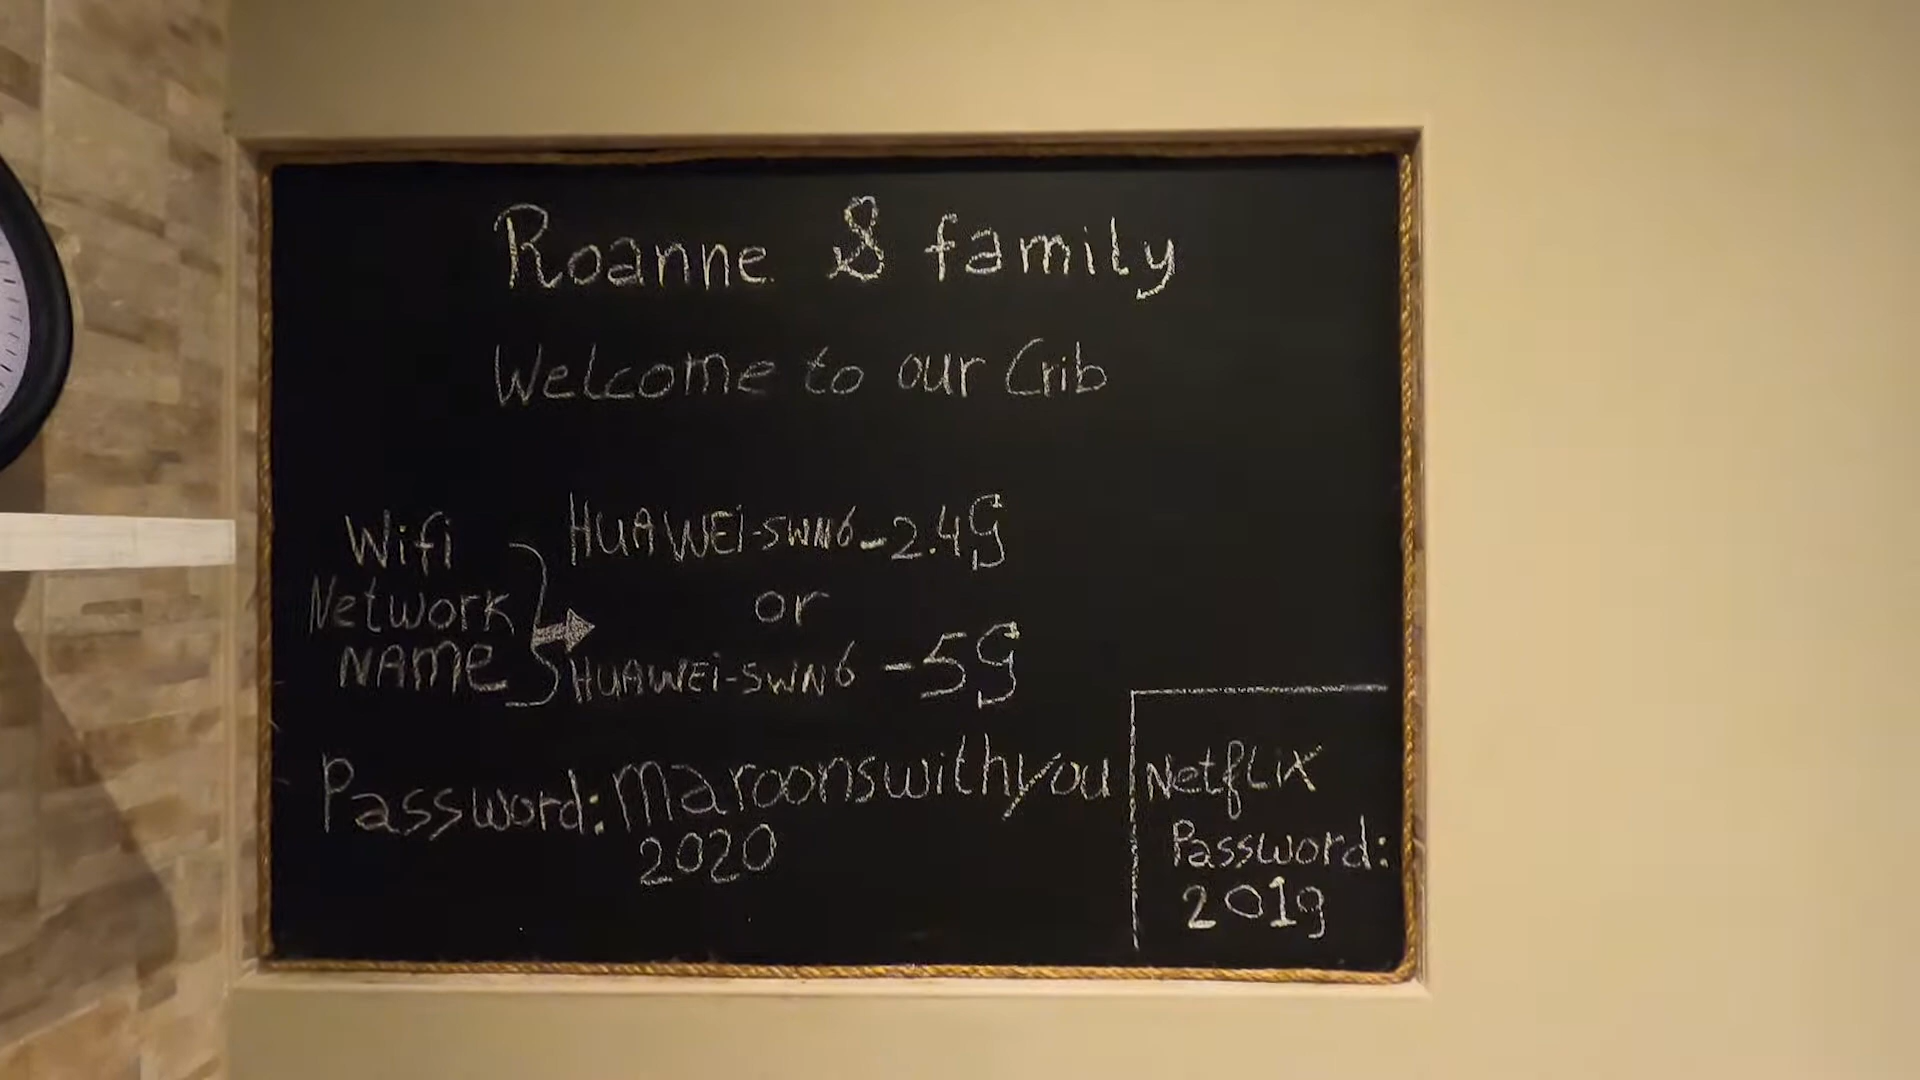 Roanne & family
Welcome to our Crib
Wifi Network NAME
HUAWEI-SWN6-2.4G
or
HUAWEi-SWN6-5G
Password: maroonswithyou
2020
Netflix
Password:
2019